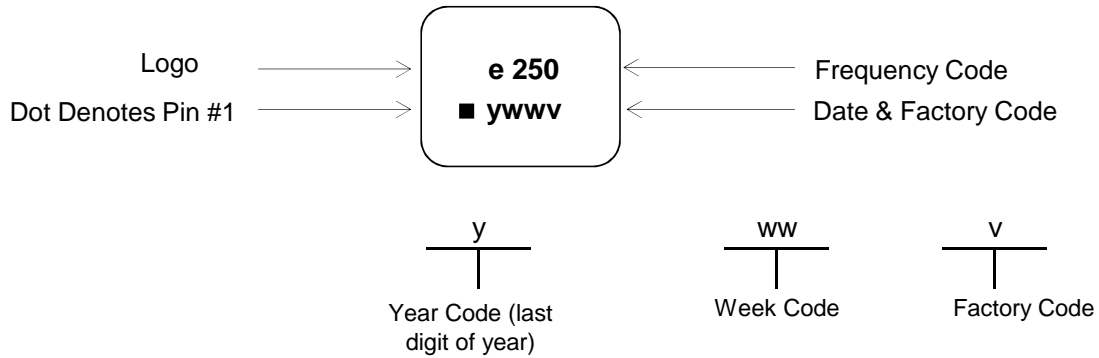 Logo
e 250
Frequency Code
Dot Denotes Pin #1
■ ywwv
Date & Factory Code
y
ww
v
Year Code (last
digit of year)
Week Code
Factory Code